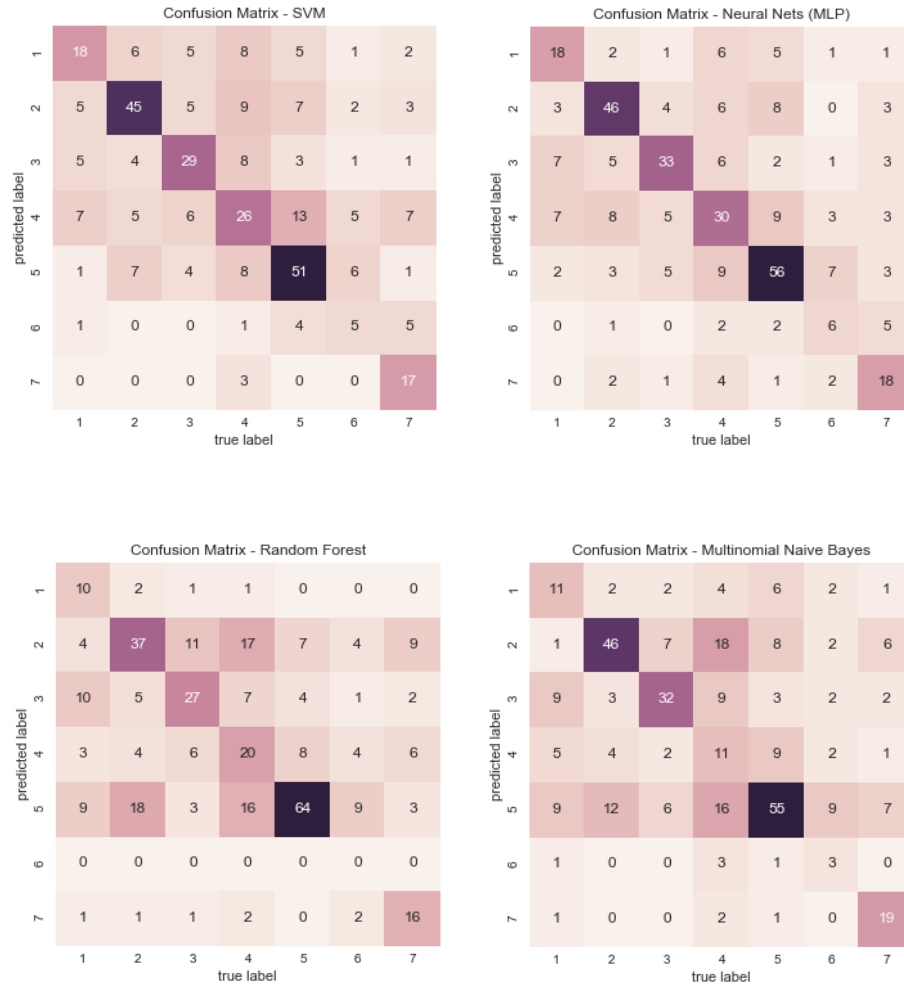 Confusion Matrix - SVM
1 18 6 5 8 5 1 2
2 5 45 5 9 7 2 3
3 5 4 29 8 3 1 1
4 7 5 6 26 13 5 7
5 1 7 4 8 51 6 1
6 1 0 0 1 4 5 5
7 0 0 0 3 0 0 17
1 2 3 4 5 6 7
predicted label
true label
Confusion Matrix - Neural Nets (MLP)
1 18 2 1 6 5 1 1
2 3 46 4 6 8 0 3
3 7 5 33 6 2 1 3
4 7 8 5 30 9 3 3
5 2 3 5 9 56 7 3
6 0 1 0 2 2 6 5
7 0 2 1 4 1 2 18
1 2 3 4 5 6 7
predicted label
true label
Confusion Matrix - Random Forest
1 10 2 1 1 0 0 0
2 4 37 11 17 7 4 9
3 10 5 27 7 4 1 2
4 3 4 6 20 8 4 6
5 9 18 3 16 64 9 3
6 0 0 0 0 0 0 0
7 1 1 1 2 0 2 16
1 2 3 4 5 6 7
predicted label
true label
Confusion Matrix - Multinomial Naive Bayes
1 11 2 2 4 6 2 1
2 1 46 7 18 8 2 6
3 9 3 32 9 3 2 2
4 5 4 2 11 9 2 1
5 9 12 6 16 55 9 7
6 1 0 0 3 1 3 0
7 1 0 0 2 1 0 19
1 2 3 4 5 6 7
predicted label
true label